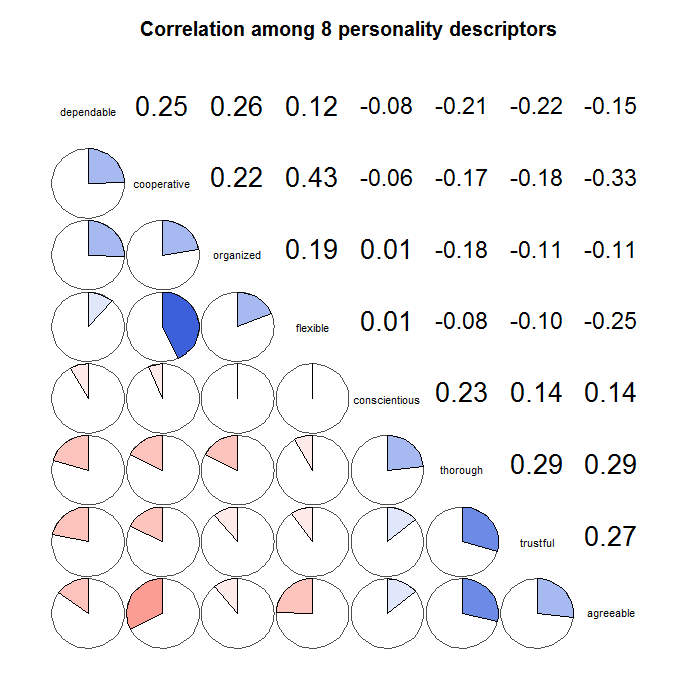 Correlation among 8 personality descriptors
dependable 0.25 0.26 0.12 -0.08 -0.21 -0.22 -0.15
cooperative 0.22 0.43 -0.06 -0.17 -0.18 -0.33
organized 0.19 0.01 -0.18 -0.11 -0.11
flexible 0.01 -0.08 -0.10 -0.25
conscientious 0.23 0.14 0.14
thorough 0.29 0.29
trustful 0.27
agreeable